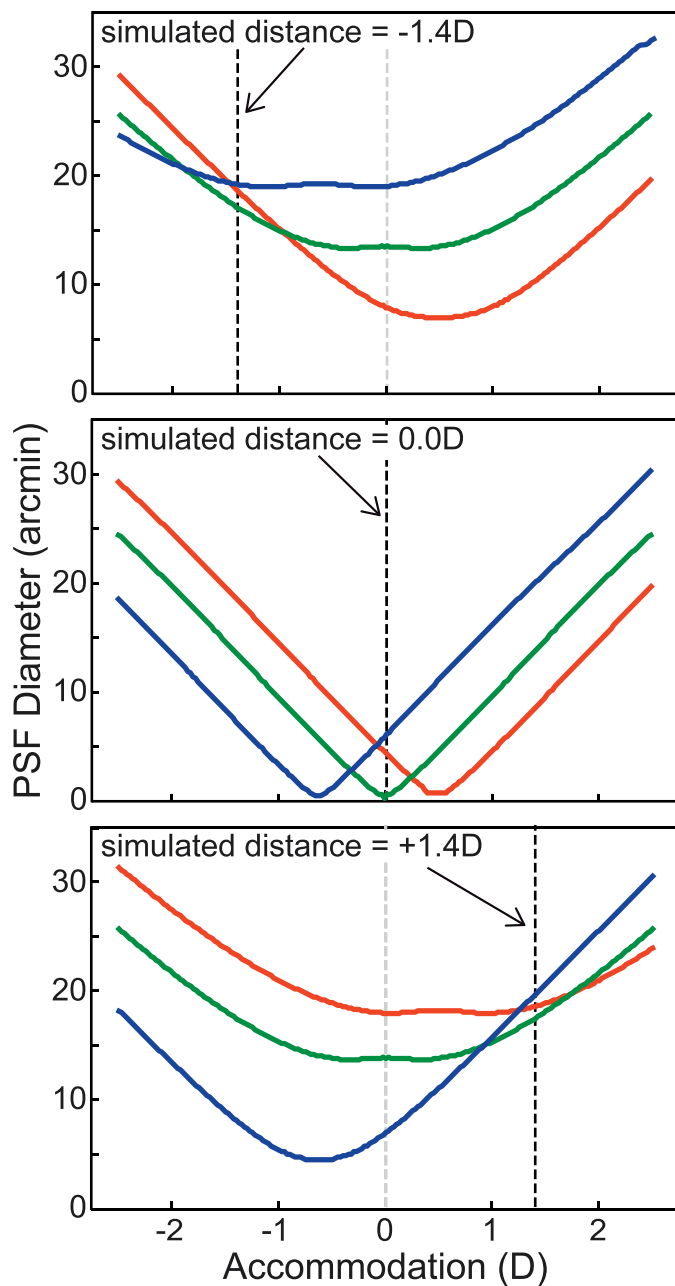 simulated distance = -1.4D
30
20
10
0
simulated distance = 0.0D
30
20
10
0
PSF Diameter (arcmin)
simulated distance = +1.4D
30
20
10
0
-2 -1 0 1 2
Accommodation (D)